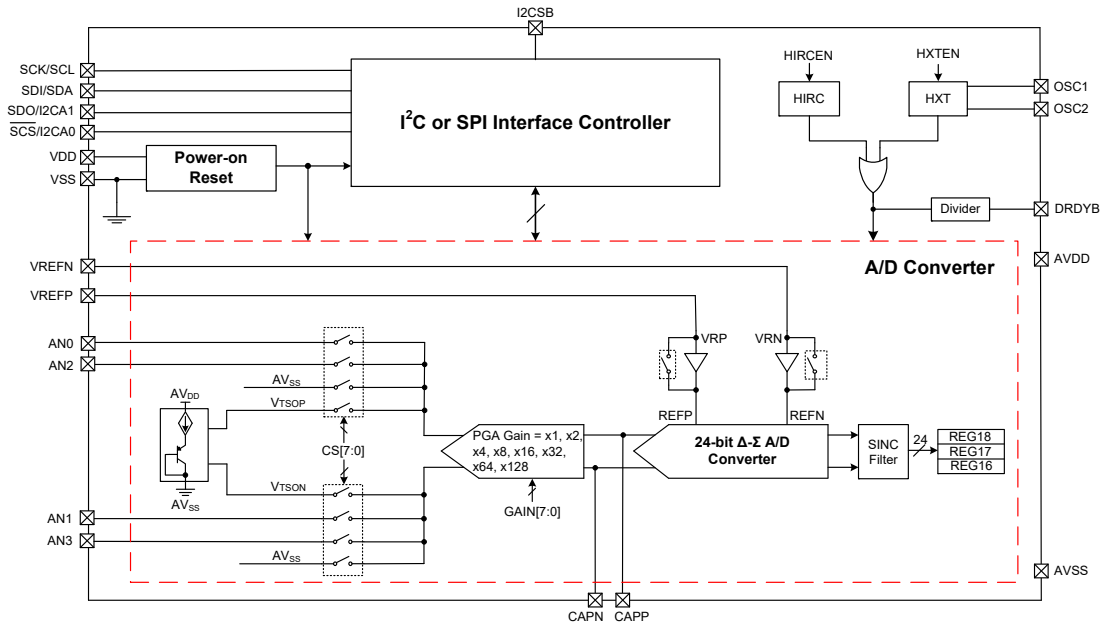 I2CSB
SCK/SCL
SDI/SDA
SDO/I2CA1
SCS/I2CA0
VDD
VSS
Power-on
Reset
I²C or SPI Interface Controller
HIRCEN
HXTEN
HIRC
HXT
OSC1
OSC2
Divider
DRDYB
A/D Converter
AVDD
VREFN
VREFP
VRP
VRN
AN0
AN2
AVSS
VTSOP
AVDD
REFP
REFN
CS[7:0]
PGA Gain = x1, x2,
x4, x8, x16, x32,
x64, x128
24-bit Δ-Σ A/D
Converter
SINC
Filter
24
REG18
REG17
REG16
AVSS
VTSON
GAIN[7:0]
AN1
AN3
AVSS
AVSS
CAPN
CAPP